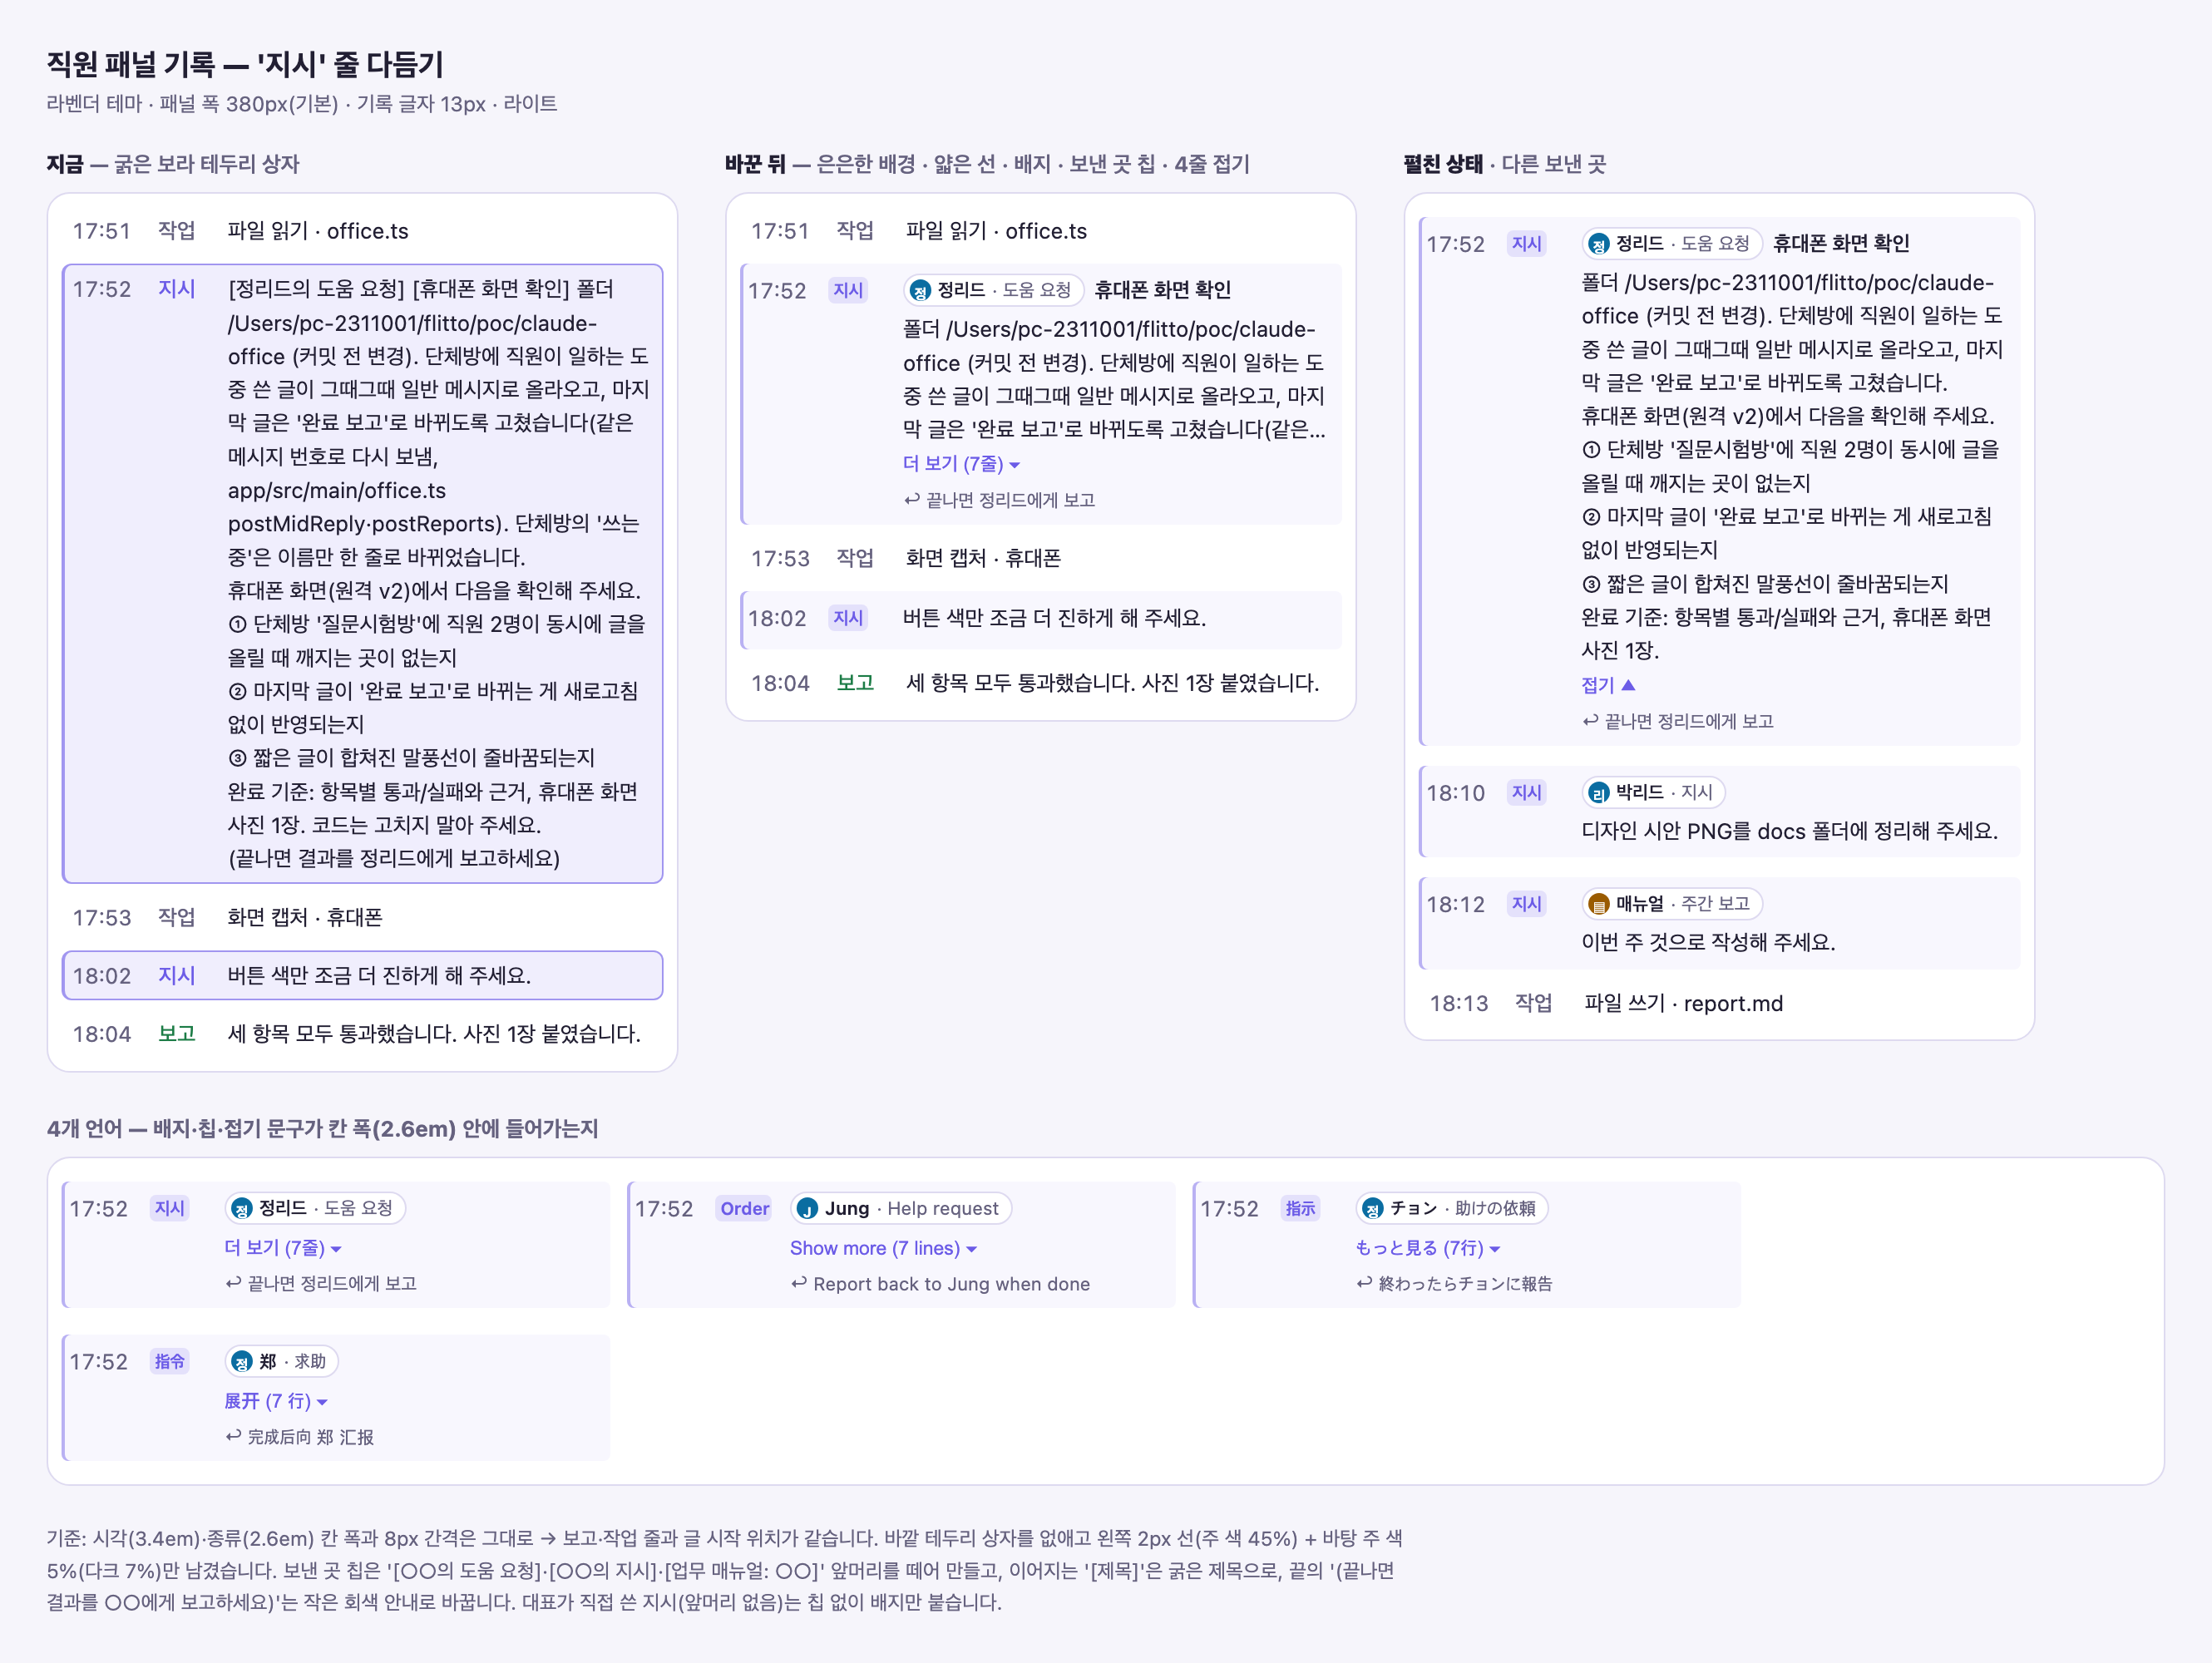 직원 패널 기록 — '지시' 줄 다듬기
라벤더 테마 · 패널 폭 380px(기본) · 기록 글자 13px · 라이트
지금 — 굵은 보라 테두리 상자
17:51 작업 파일 읽기 · office.ts
17:52 지시 [정리드의 도움 요청] [휴대폰 화면 확인] 폴더
/Users/pc-2311001/flitto/poc/claude-
office (커밋 전 변경). 단체방에 직원이 일하는 도
중 쓴 글이 그때그때 일반 메시지로 올라오고, 마지
막 글은 '완료 보고'로 바뀌도록 고쳤습니다(같은
메시지 번호로 다시 보냄,
app/src/main/office.ts
postMidReply·postReports). 단체방의 '쓰는
중'은 이름만 한 줄로 바뀌었습니다.
휴대폰 화면(원격 v2)에서 다음을 확인해 주세요.
① 단체방 '질문시험방'에 직원 2명이 동시에 글을
올릴 때 깨지는 곳이 없는지
② 마지막 글이 '완료 보고'로 바뀌는 게 새로고침
없이 반영되는지
③ 짧은 글이 합쳐진 말풍선이 줄바꿈되는지
완료 기준: 항목별 통과/실패와 근거, 휴대폰 화면
사진 1장. 코드는 고치지 말아 주세요.
(끝나면 결과를 정리드에게 보고하세요)
17:53 작업 화면 캡처 · 휴대폰
18:02 지시 버튼 색만 조금 더 진하게 해 주세요.
18:04 보고 세 항목 모두 통과했습니다. 사진 1장 붙였습니다.
바꾼 뒤 — 은은한 배경 · 얇은 선 · 배지 · 보낸 곳 칩 · 4줄 접기
17:51 작업 파일 읽기 · office.ts
17:52 지시 정 정리드 · 도움 요청 휴대폰 화면 확인
폴더 /Users/pc-2311001/flitto/poc/claude-
office (커밋 전 변경). 단체방에 직원이 일하는 도
중 쓴 글이 그때그때 일반 메시지로 올라오고, 마지
막 글은 '완료 보고'로 바뀌도록 고쳤습니다(같은...
더 보기 (7줄) ▾
↩ 끝나면 정리드에게 보고
17:53 작업 화면 캡처 · 휴대폰
18:02 지시 버튼 색만 조금 더 진하게 해 주세요.
18:04 보고 세 항목 모두 통과했습니다. 사진 1장 붙였습니다.
펼친 상태 · 다른 보낸 곳
17:52 지시 정 정리드 · 도움 요청 휴대폰 화면 확인
폴더 /Users/pc-2311001/flitto/poc/claude-
office (커밋 전 변경). 단체방에 직원이 일하는 도
중 쓴 글이 그때그때 일반 메시지로 올라오고, 마지
막 글은 '완료 보고'로 바뀌도록 고쳤습니다.
휴대폰 화면(원격 v2)에서 다음을 확인해 주세요.
① 단체방 '질문시험방'에 직원 2명이 동시에 글을
올릴 때 깨지는 곳이 없는지
② 마지막 글이 '완료 보고'로 바뀌는 게 새로고침
없이 반영되는지
③ 짧은 글이 합쳐진 말풍선이 줄바꿈되는지
완료 기준: 항목별 통과/실패와 근거, 휴대폰 화면
사진 1장.
접기 ▲
↩ 끝나면 정리드에게 보고
18:10 지시 리 박리드 · 지시
디자인 시안 PNG를 docs 폴더에 정리해 주세요.
18:12 지시 매뉴얼 · 주간 보고
이번 주 것으로 작성해 주세요.
18:13 작업 파일 쓰기 · report.md
4개 언어 — 배지·칩·접기 문구가 칸 폭(2.6em) 안에 들어가는지
17:52 지시 정 정리드 · 도움 요청
더 보기 (7줄) ▾
↩ 끝나면 정리드에게 보고
17:52 Order J Jung · Help request
Show more (7 lines) ▾
↩ Report back to Jung when done
17:52 指示 정 チョン · 助けの依頼
もっと見る (7行) ▾
↩ 終わったらチョンに報告
17:52 指令 정 郑 · 求助
展开 (7 行) ▾
↩ 完成后向 郑 汇报
기준: 시각(3.4em)·종류(2.6em) 칸 폭과 8px 간격은 그대로 → 보고·작업 줄과 글 시작 위치가 같습니다. 바깥 테두리 상자를 없애고 왼쪽 2px 선(주 색 45%) + 바탕 주 색
5%(다크 7%)만 남겼습니다. 보낸 곳 칩은 '[○○의 도움 요청]·[○○의 지시]·[업무 매뉴얼: ○○]' 앞머리를 떼어 만들고, 이어지는 '[제목]'은 굵은 제목으로, 끝의 '(끝나면
결과를 ○○에게 보고하세요)'는 작은 회색 안내로 바꿉니다. 대표가 직접 쓴 지시(앞머리 없음)는 칩 없이 배지만 붙습니다.